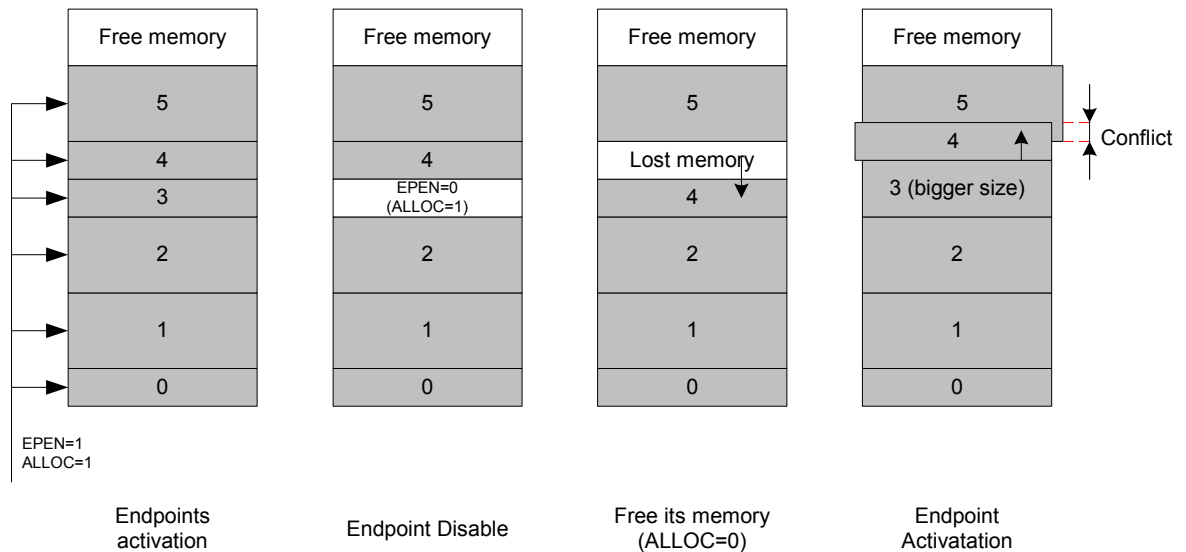 Free memory
5
4
3
2
1
0
EPEN=1
ALLOC=1
Endpoints
activation
Free memory
5
4
EPEN=0
(ALLOC=1)
2
1
0
Endpoint Disable
Free memory
5
Lost memory
4
2
1
0
Free its memory
(ALLOC=0)
Free memory
5
4
Conflict
3 (bigger size)
2
1
0
Endpoint
Activatation